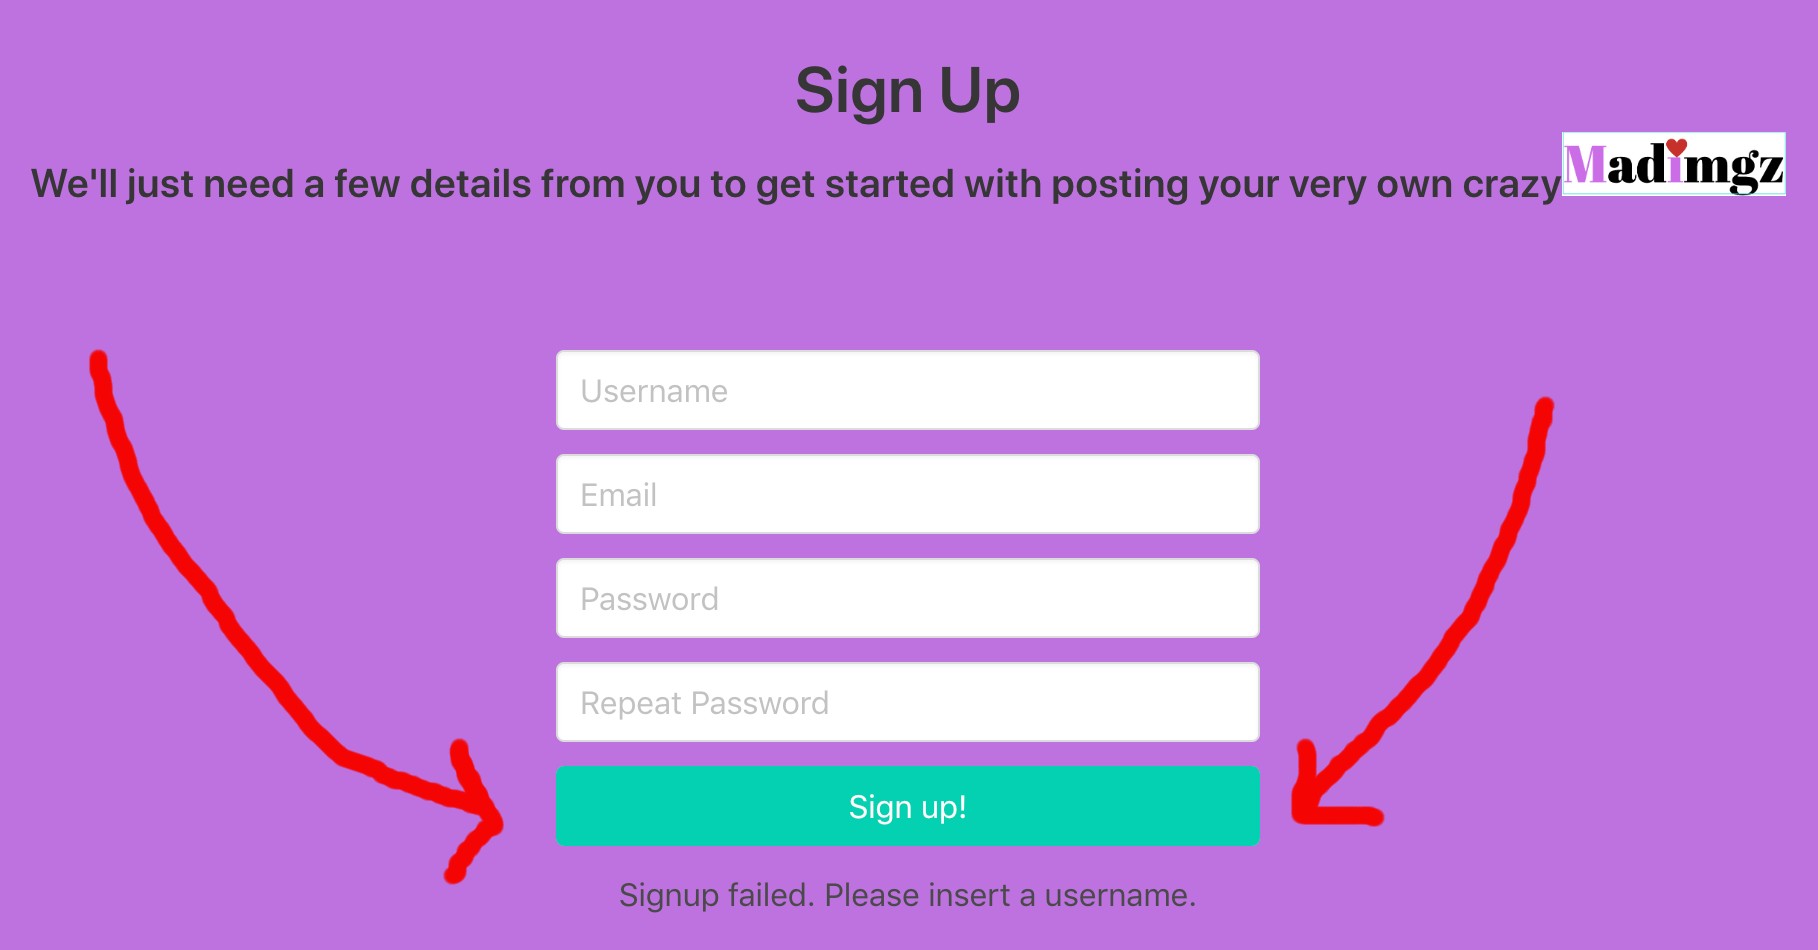 Sign Up
We'll just need a few details from you to get started with posting your very own crazy Madimgz
Username
Email
Password
Repeat Password
Sign up!
Signup failed. Please insert a username.